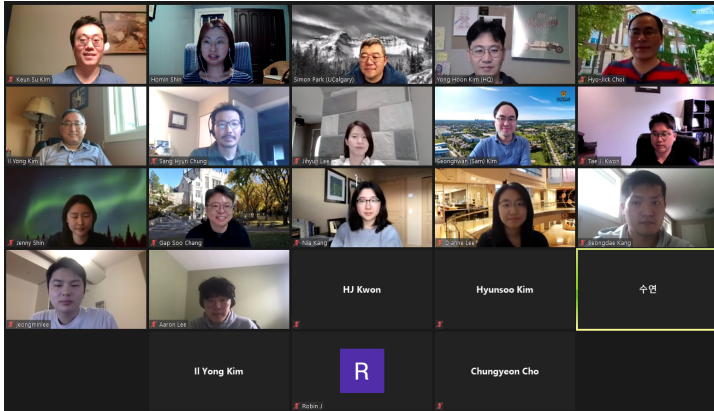 Keun Su Kim
Homin Shin
Simon Park (UCalgary)
Yong Hoon Kim (HQ)
Hyo-Jick Choi
Il Yong Kim
Sang Hyun Chung
Jihyun Lee
Seonghwan (Sam) Kim
Tae J. Kwon
Jenny Shin
Gap Soo Chang
Nia Kang
Dianne Lee
Seongdae Kang
Jeongminlee
Aaron Lee
HJ Kwon
Hyunsoo Kim
수연
Il Yong Kim
R
Robin J
Chungyeon Cho